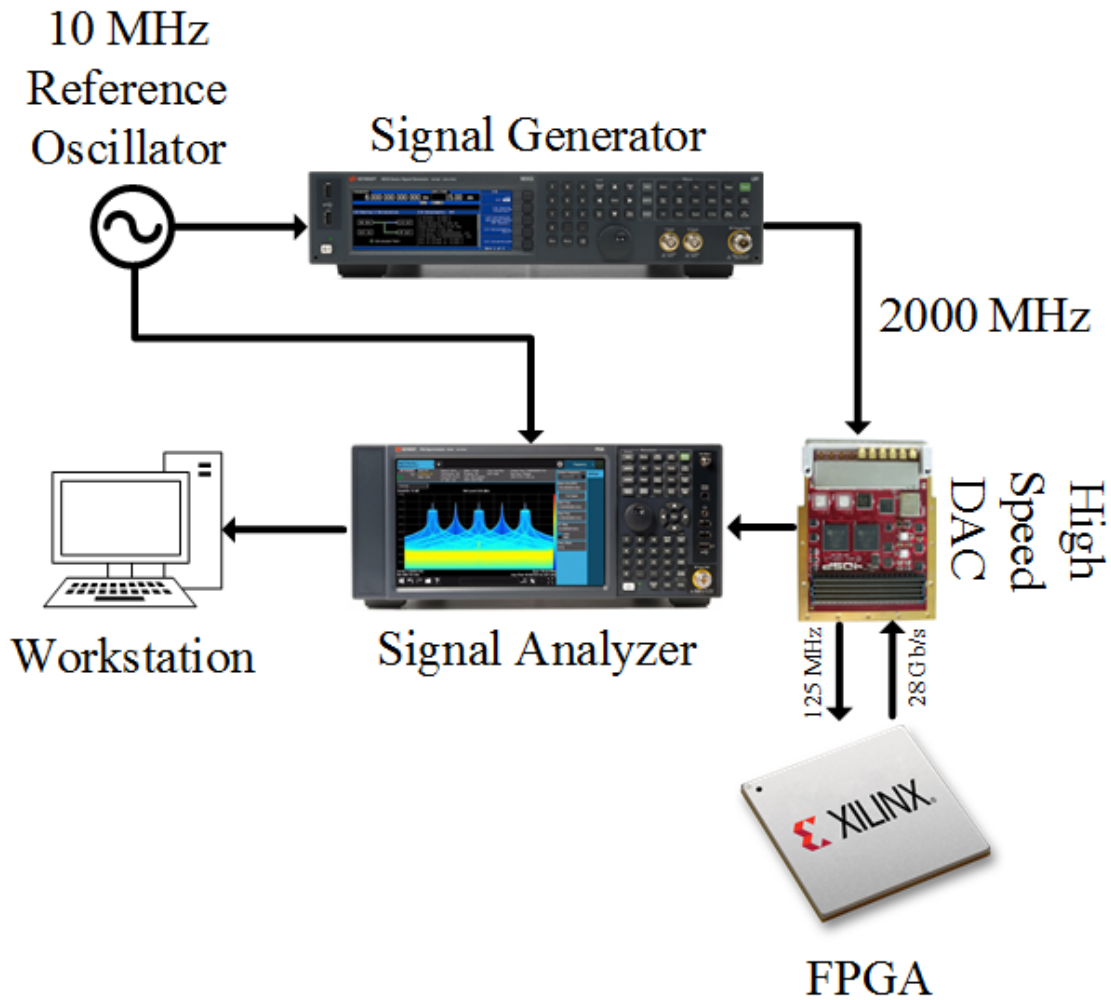 10 MHz
Reference
Oscillator
Signal Generator
2000 MHz
High
Speed
DAC
Workstation
Signal Analyzer
125 MHz
28 Gb/s
XILINX
FPGA